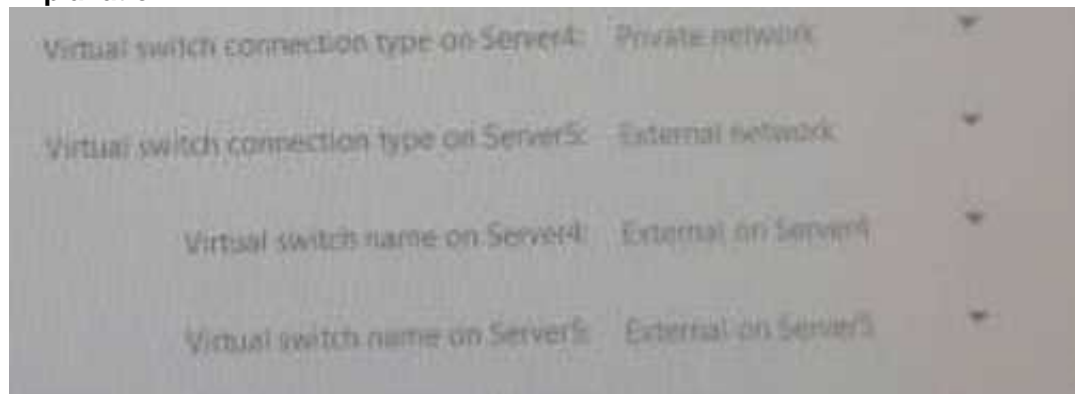 Virtual switch connection type on Server4: Private network
Virtual switch connection type on Server5: External network
Virtual switch name on Server4: External on Server4
Virtual switch name on Server5: External on Server5